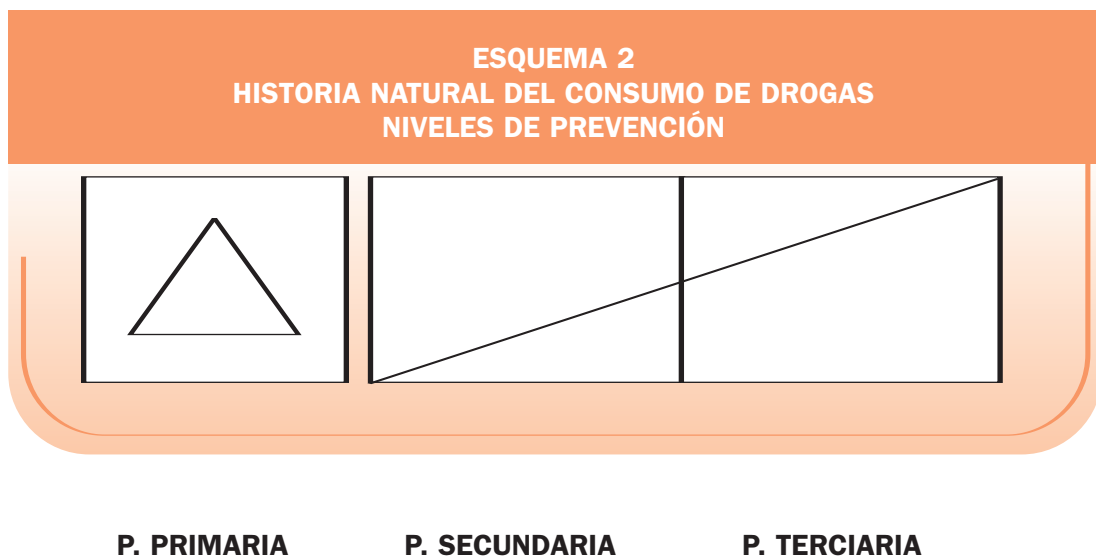 ESQUEMA 2
HISTORIA NATURAL DEL CONSUMO DE DROGAS
NIVELES DE PREVENCIÓN
P. PRIMARIA P. SECUNDARIA P. TERCIARIA